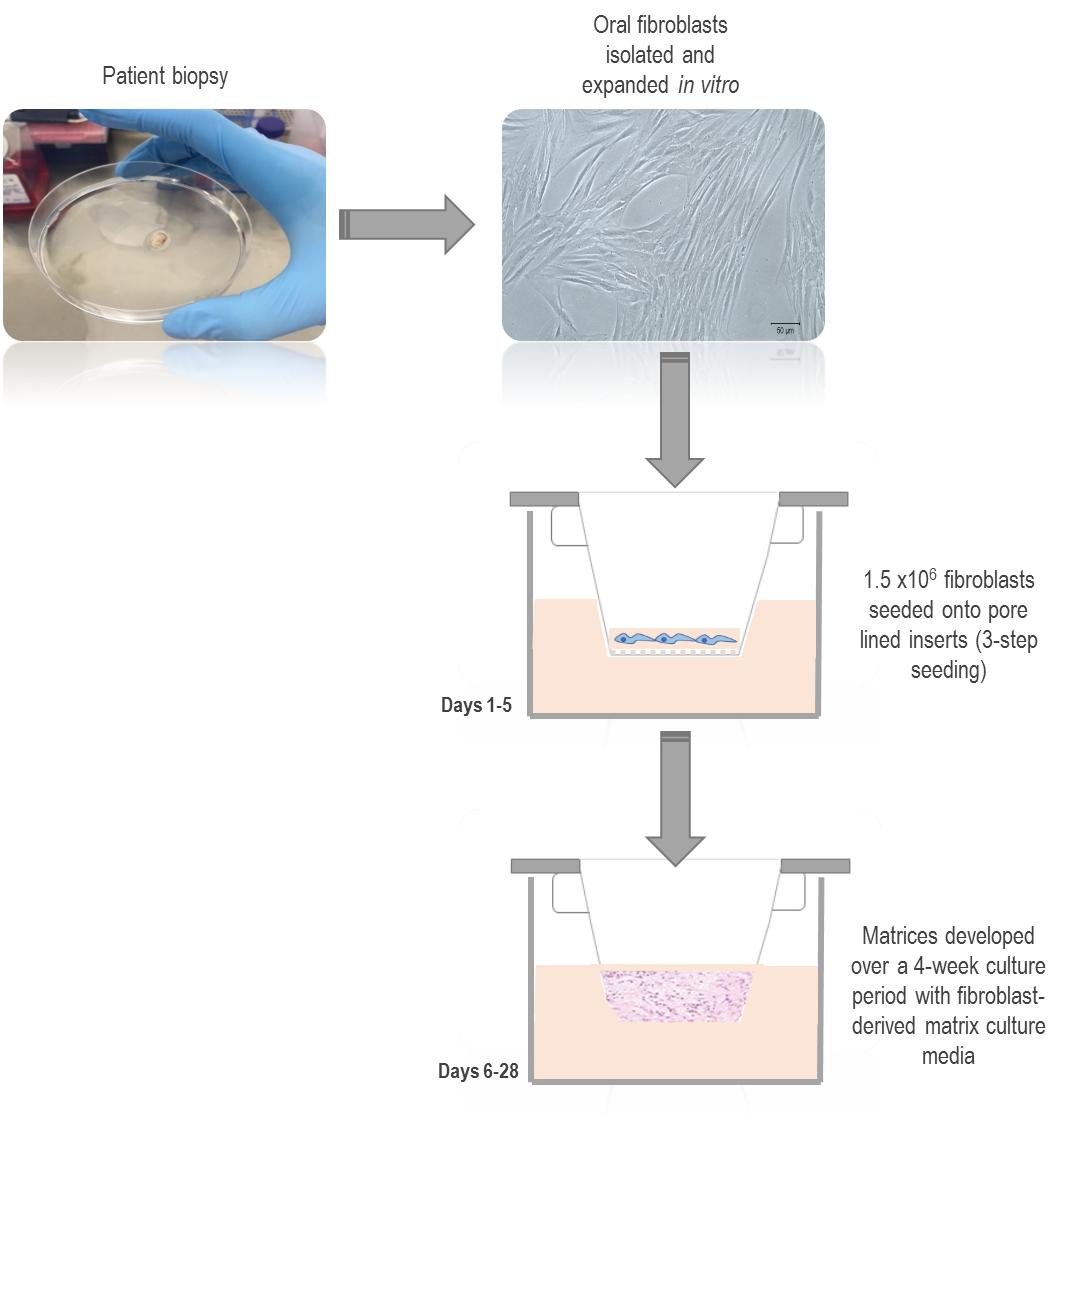 Patient biopsy
Oral fibroblasts
isolated and
expanded in vitro
50 µm
1.5 x10⁶ fibroblasts
seeded onto pore
lined inserts (3-step
seeding)
Days 1-5
Matrices developed
over a 4-week culture
period with fibroblast-
derived matrix culture
media
Days 6-28